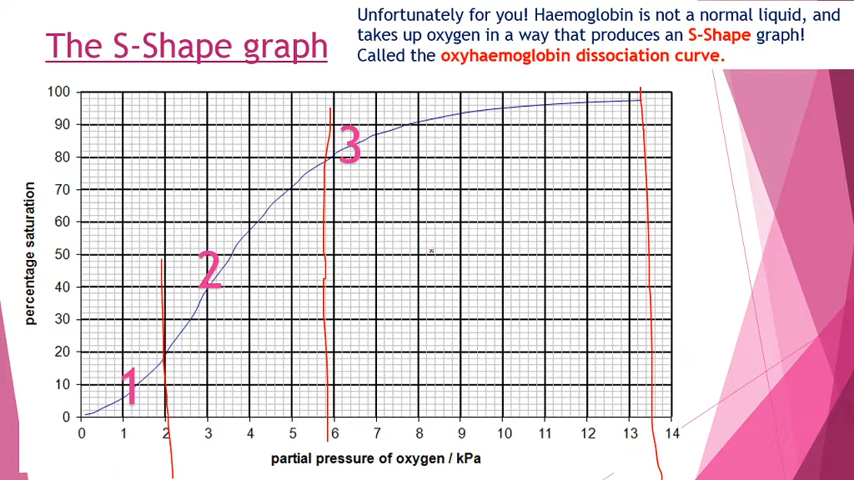 The S-Shape graph
Unfortunately for you! Haemoglobin is not a normal liquid, and
takes up oxygen in a way that produces an S-Shape graph!
Called the oxyhaemoglobin dissociation curve.
percentage saturation
100
90
80
70
60
50
40
30
20
10
0
1
2
3
0 1 2 3 4 5 6 7 8 9 10 11 12 13 14
partial pressure of oxygen / kPa